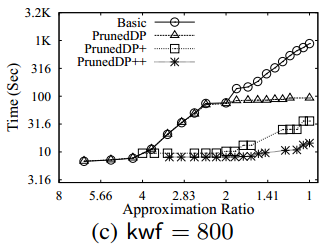 3.2K
1K
316
100
31.6
10
3.16
Time (Sec)
Basic
PrunedDP
PrunedDP+
PrunedDP++
8 5.66 4 2.83 2 1.41 1
Approximation Ratio
(c) kwf = 800